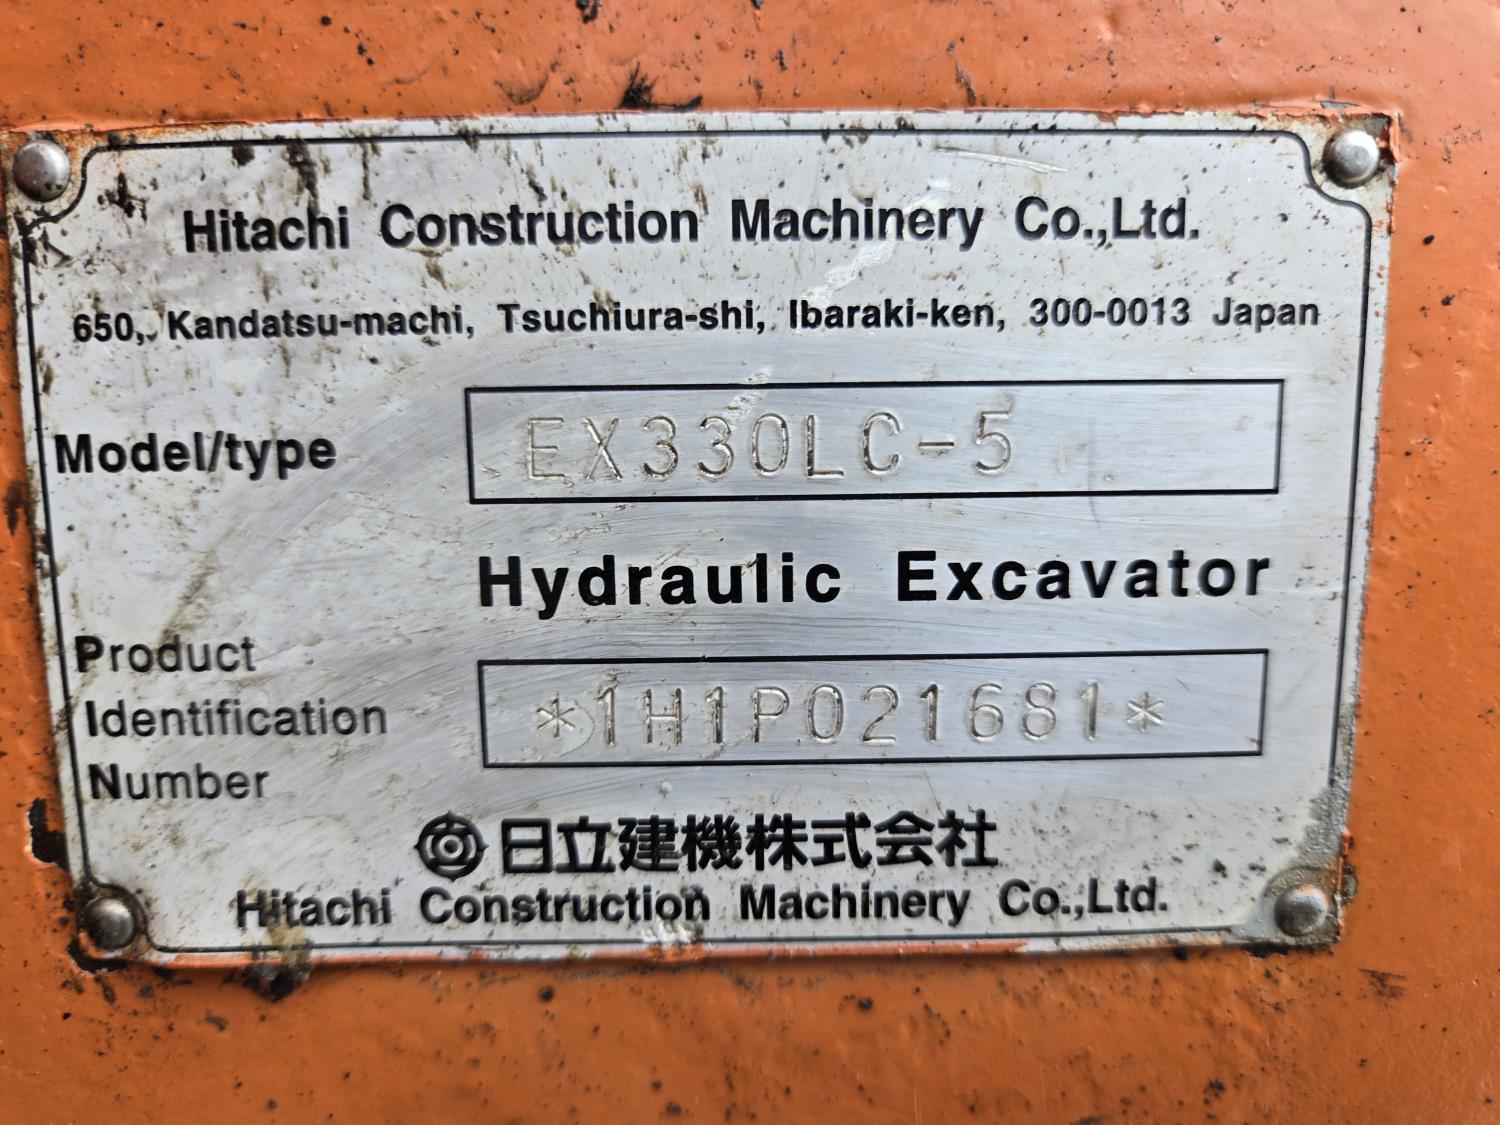 Hitachi Construction Machinery Co.,Ltd.
650, Kandatsu-machi, Tsuchiura-shi, Ibaraki-ken, 300-0013 Japan
Model/type EX330LC-5
Hydraulic Excavator
Product
Identification
Number
*1H1P021681*
日立建機株式会社
Hitachi Construction Machinery Co.,Ltd.